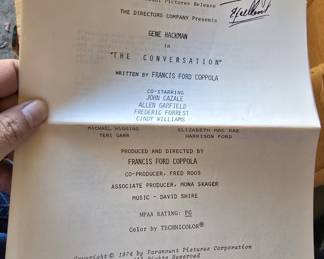 Pictures Release
THE DIRECTORS COMPANY Presents
GENE HACKMAN
in
"THE CONVERSATION"
WRITTEN BY FRANCIS FORD COPPOLA
CO-STARRING
JOHN CAZALE
ALLEN GARFIELD
FREDERIC FORREST
CINDY WILLIAMS
MICHAEL HIGGINS ELIZABETH MAC RAE
TERI GARR HARRISON FORD
PRODUCED AND DIRECTED BY
FRANCIS FORD COPPOLA
CO-PRODUCER, FRED ROOS
ASSOCIATE PRODUCER, MONA SKAGER
MUSIC - DAVID SHIRE
MPAA RATING: PG
Color by TECHNICOLOR®
Copyright © 1974 by Paramount Pictures Corporation
All Rights Reserved